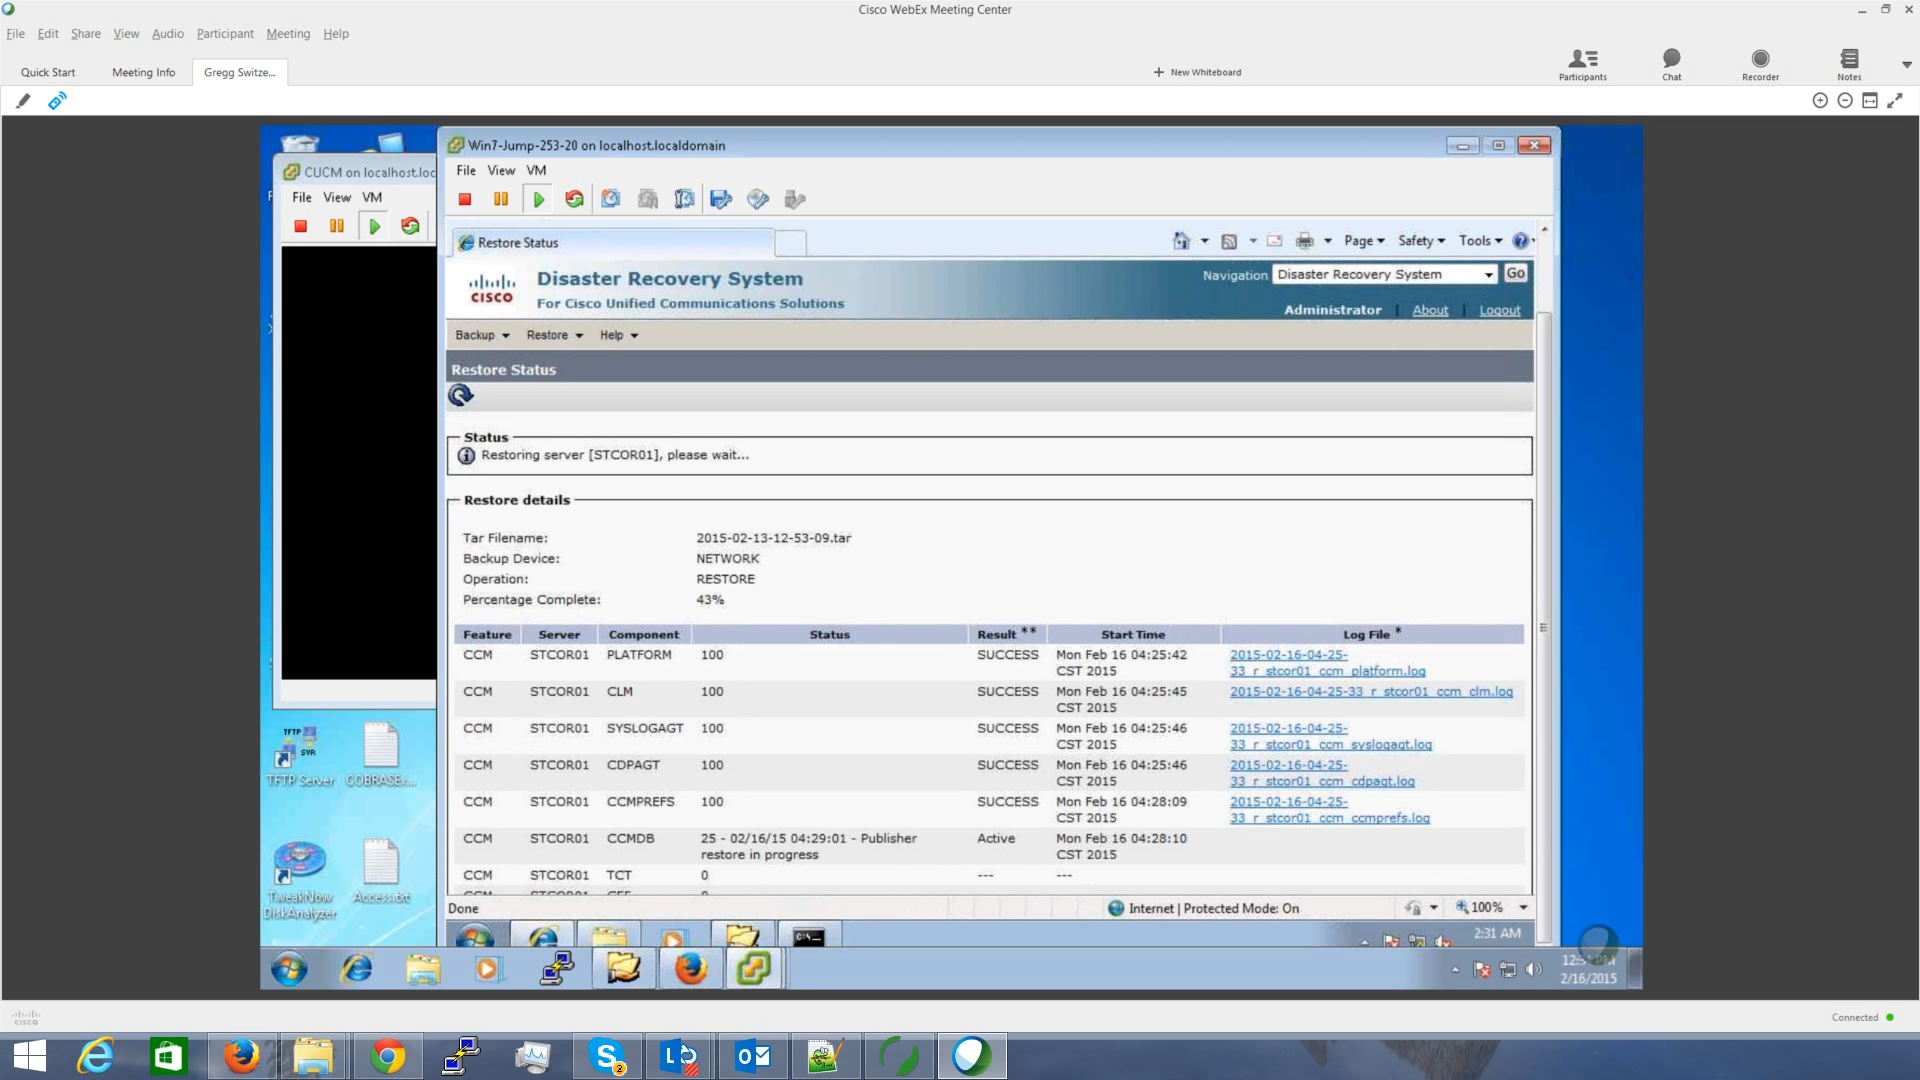 Cisco WebEx Meeting Center
File Edit Share View Audio Participant Meeting Help
Quick Start Meeting Info Gregg Switze...
New Whiteboard
Participants Chat Recorder Notes
Win7-Jump-253-20 on localhost.localdomain
CUCM on localhost.loc
File View VM
File View VM
Restore Status
Page Safety Tools
CISCO
Disaster Recovery System
For Cisco Unified Communications Solutions
Navigation Disaster Recovery System Go
Administrator About Logout
Backup Restore Help
Restore Status
Status
Restoring server [STCOR01], please wait...
Restore details
Tar Filename: 2015-02-13-12-53-09.tar
Backup Device: NETWORK
Operation: RESTORE
Percentage Complete: 43%
Feature Server Component Status Result ** Start Time Log File *
CCM STCOR01 PLATFORM 100 SUCCESS Mon Feb 16 04:25:42 2015-02-16-04-25-
CST 2015 33_r_stcor01_ccm_platform.log
CCM STCOR01 CLM 100 SUCCESS Mon Feb 16 04:25:45 2015-02-16-04-25-33_r_stcor01_ccm_clm.log
CST 2015
CCM STCOR01 SYSLOGAGT 100 SUCCESS Mon Feb 16 04:25:46 2015-02-16-04-25-
CST 2015 33_r_stcor01_ccm_syslogagt.log
CCM STCOR01 CDPAGT 100 SUCCESS Mon Feb 16 04:25:46 2015-02-16-04-25-
CST 2015 33_r_stcor01_ccm_cdpagt.log
CCM STCOR01 CCMPREFS 100 SUCCESS Mon Feb 16 04:28:09 2015-02-16-04-25-
CST 2015 33_r_stcor01_ccm_ccmprefs.log
CCM STCOR01 CCMDB 25 - 02/16/15 04:29:01 - Publisher Active Mon Feb 16 04:28:10
restore in progress CST 2015
CCM STCOR01 TCT 0 --- ---
TFTP
SVR
TFTP Server COBRASEx...
TweakNow
DiskAnalyzer
Access.txt
Done Internet | Protected Mode: On 100%
C:\
2:31 AM
2/16/2015
CISCO
Connected
2